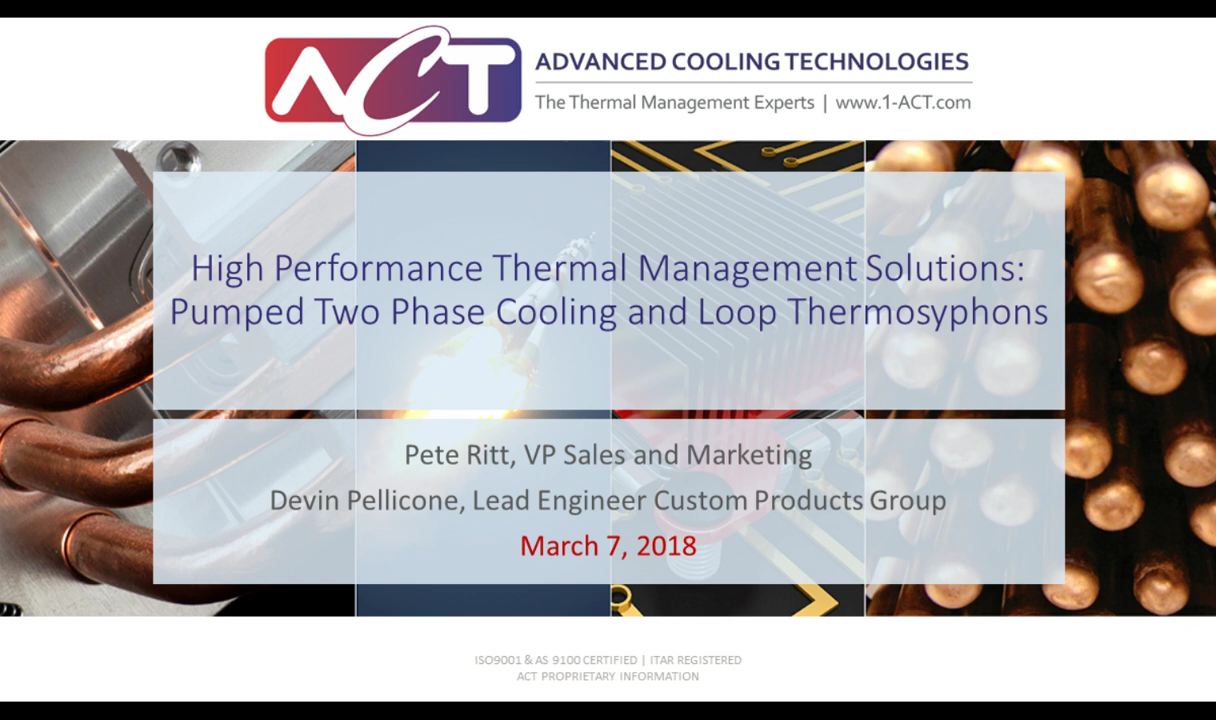 ACT
ADVANCED COOLING TECHNOLOGIES
The Thermal Management Experts | www.1-ACT.com
High Performance Thermal Management Solutions:
Pumped Two Phase Cooling and Loop Thermosyphons
Pete Ritt, VP Sales and Marketing
Devin Pellicone, Lead Engineer Custom Products Group
March 7, 2018
ISO9001 & AS 9100 CERTIFIED | ITAR REGISTERED
ACT PROPRIETARY INFORMATION